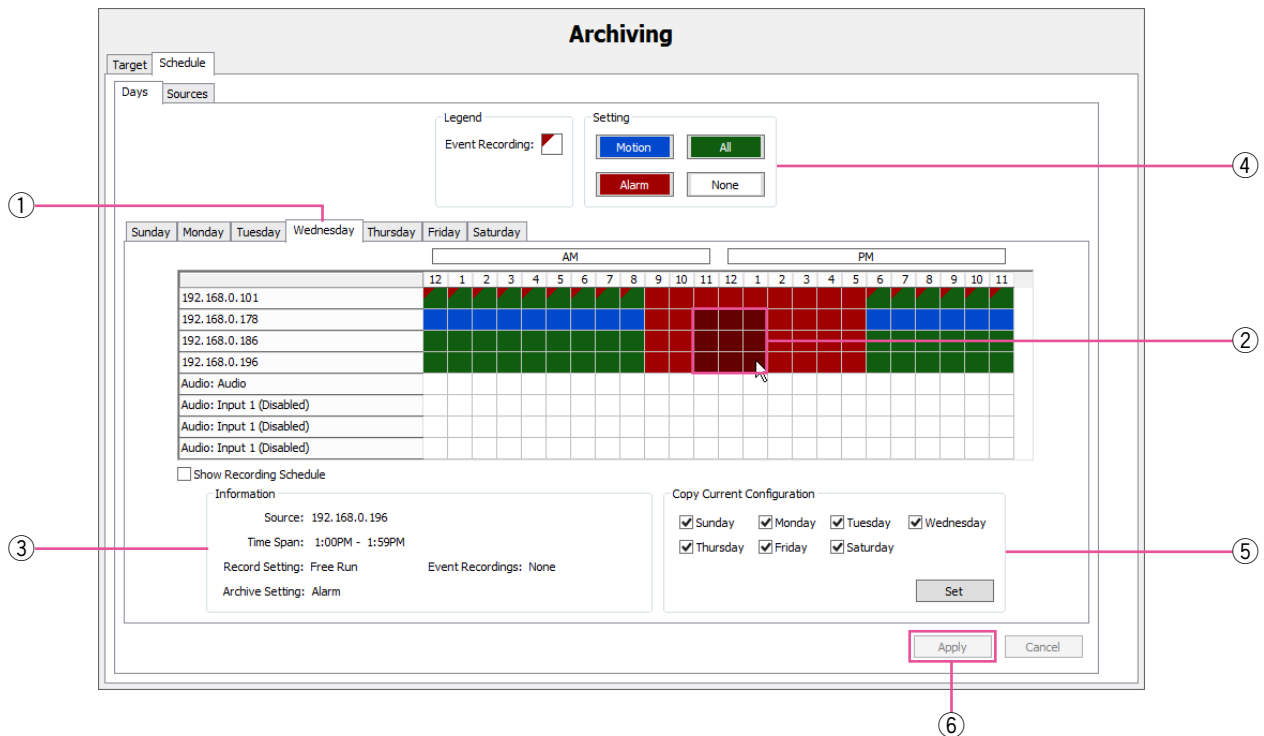 Archiving
Target Schedule
Days Sources
Legend
Event Recording:
Setting
Motion All
Alarm None
④
①
Sunday Monday Tuesday Wednesday Thursday Friday Saturday
AM PM
12 1 2 3 4 5 6 7 8 9 10 11 12 1 2 3 4 5 6 7 8 9 10 11
192.168.0.101
192.168.0.178
192.168.0.186
②
192.168.0.196
Audio: Audio
Audio: Input 1 (Disabled)
Audio: Input 1 (Disabled)
Audio: Input 1 (Disabled)
Show Recording Schedule
Information
Source: 192.168.0.196
Time Span: 1:00PM - 1:59PM
Record Setting: Free Run Event Recordings: None
Archive Setting: Alarm
③
Copy Current Configuration
Sunday Monday Tuesday Wednesday
Thursday Friday Saturday
⑤
Set
Apply Cancel
⑥